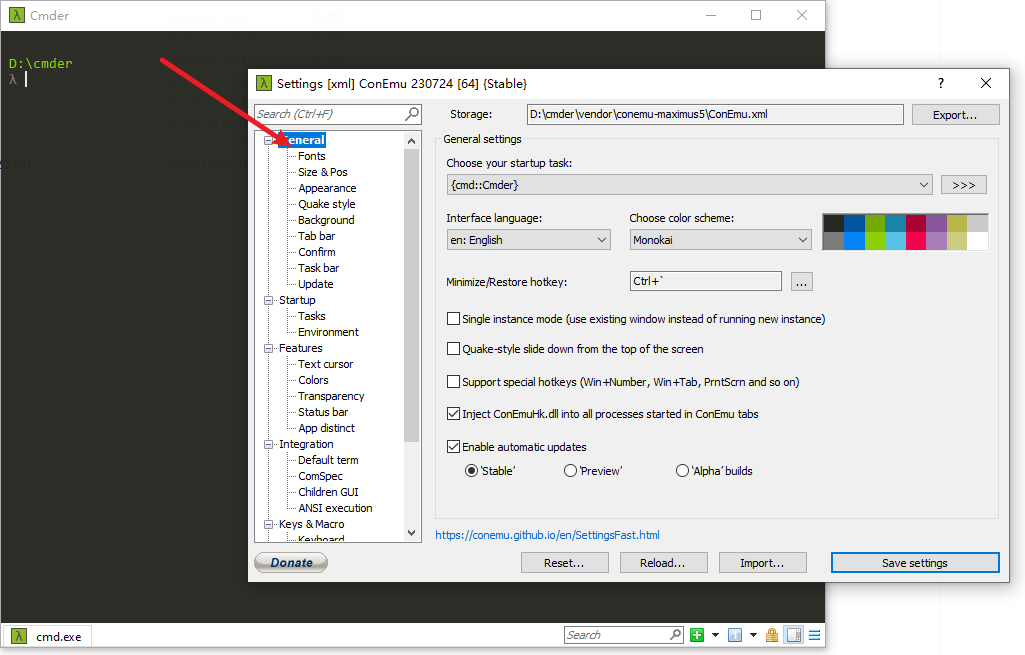 λ Cmder
D:\cmder
λ
λ Settings [xml] ConEmu 230724 [64] {Stable}
?
Search (Ctrl+F)
General
Fonts
Size & Pos
Appearance
Quake style
Background
Tab bar
Confirm
Task bar
Update
Startup
Tasks
Environment
Features
Text cursor
Colors
Transparency
Status bar
App distinct
Integration
Default term
ComSpec
Children GUI
ANSI execution
Keys & Macro
Keyboard
Donate
Storage:
D:\cmder\vendor\conemu-maximus5\ConEmu.xml
Export...
General settings
Choose your startup task:
{cmd::Cmder}
>>>
Interface language:
Choose color scheme:
en: English
Monokai
Minimize/Restore hotkey:
Ctrl+`
...
Single instance mode (use existing window instead of running new instance)
Quake-style slide down from the top of the screen
Support special hotkeys (Win+Number, Win+Tab, PrntScrn and so on)
Inject ConEmuHk.dll into all processes started in ConEmu tabs
Enable automatic updates
‘Stable’
‘Preview’
‘Alpha’ builds
https://conemu.github.io/en/SettingsFast.html
Reset...
Reload...
Import...
Save settings
λ cmd.exe
Search